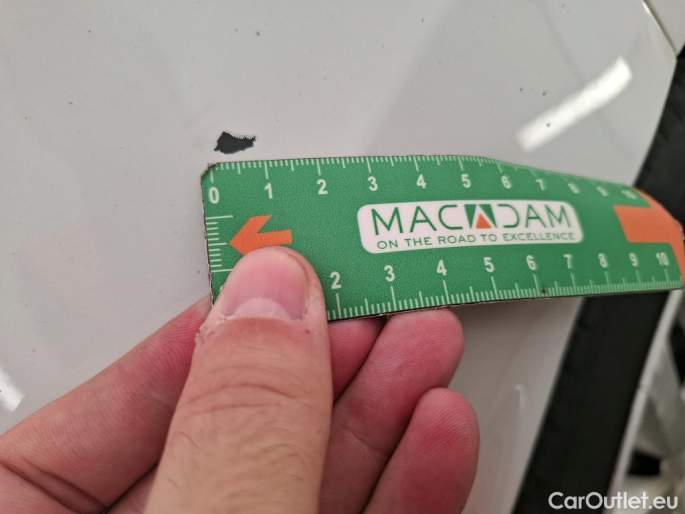 0 1 2 3 4 5 6 7 8 9 10
MACADAM
ON THE ROAD TO EXCELLENCE
2 3 4 5 6 7 8 9 10
CarOutlet.eu